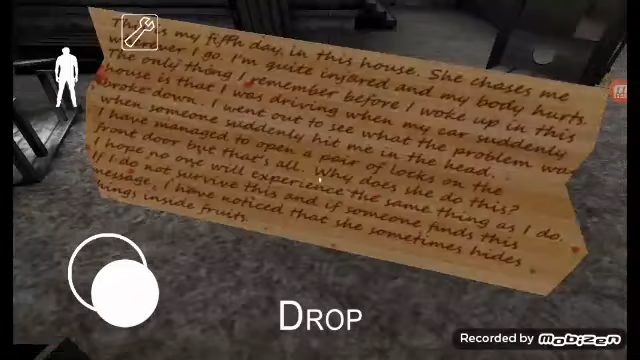 This is my fifth day, in this house. She chases me
wherever I go. I'm quite injared and my body hurts.
The only thong I remember before I woke up in this
house is that I was driving when my car suddenly
broke down. I went out to see what the problem was
when someone suddenly hit me in the head.
I have managed to open a pair of locks on the
front door but that's all. Why does she do this?
I hope no one will experience the same thing as I do.
If I do not survive this and if someone finds this
message, I have noticed that she sometimes hides
things inside fruits.
DROP
Recorded by mobizen